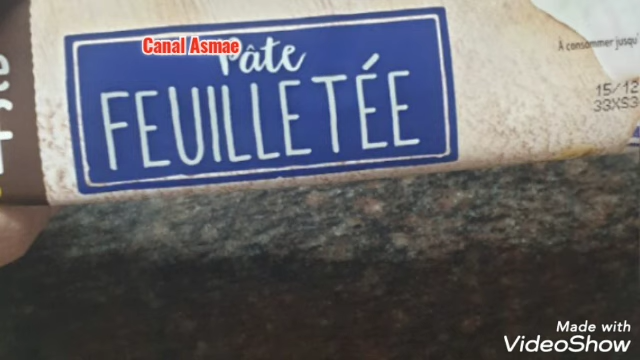 Canal Asmae
Pâte
FEUILLETÉE
À consommer jusqu'
15/12
33XS3
Made with
VideoShow